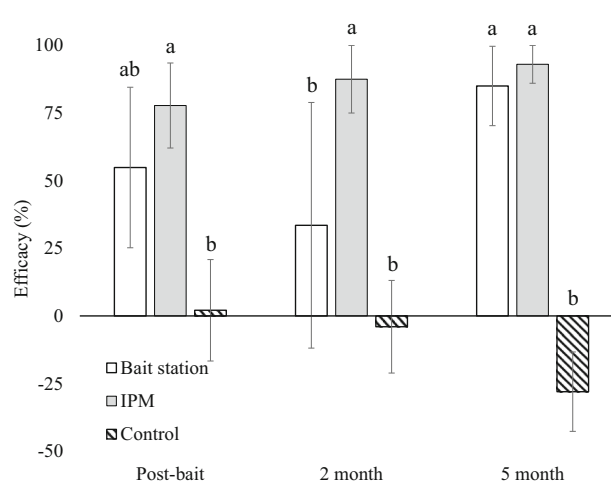 100
75
50
25
0
-25
-50
Efficacy (%)
ab
a
b
b
a
b
a
a
b
Bait station
IPM
Control
Post-bait
2 month
5 month